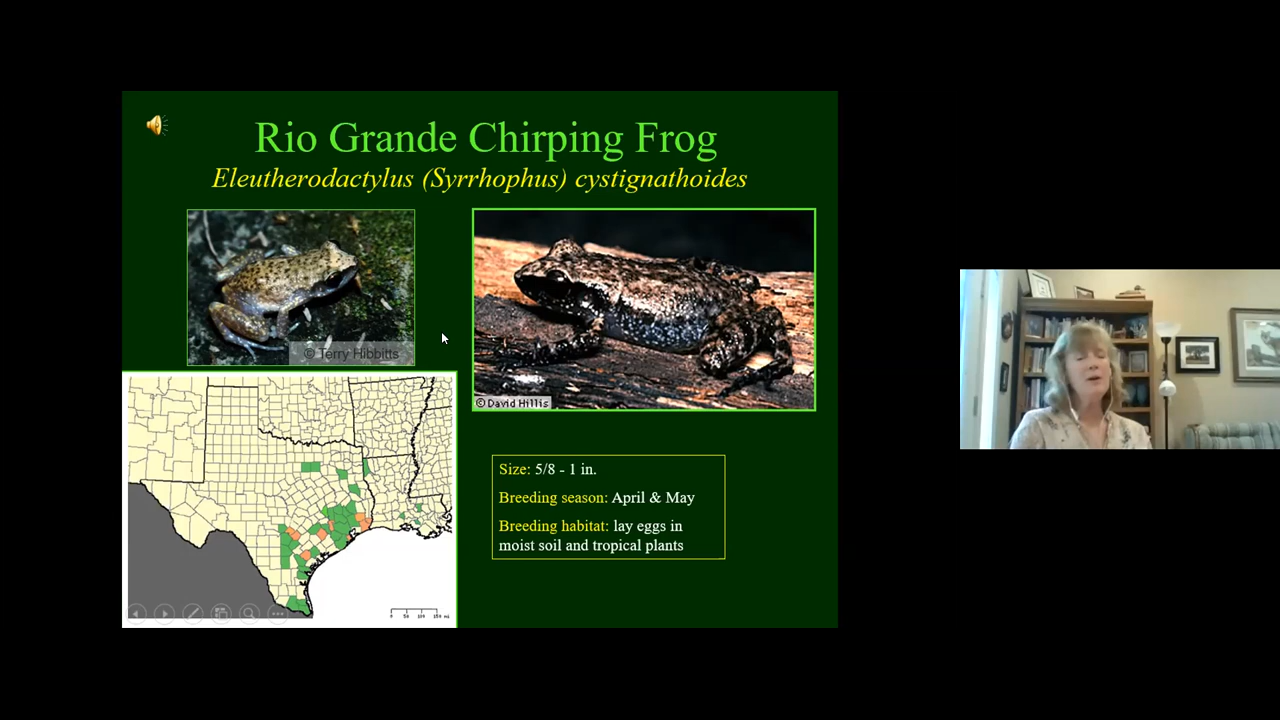 Rio Grande Chirping Frog
Eleutherodactylus (Syrrhophus) cystignathoides
© Terry Hibbitts
© David Hillis
Size: 5/8 - 1 in.
Breeding season: April & May
Breeding habitat: lay eggs in
moist soil and tropical plants